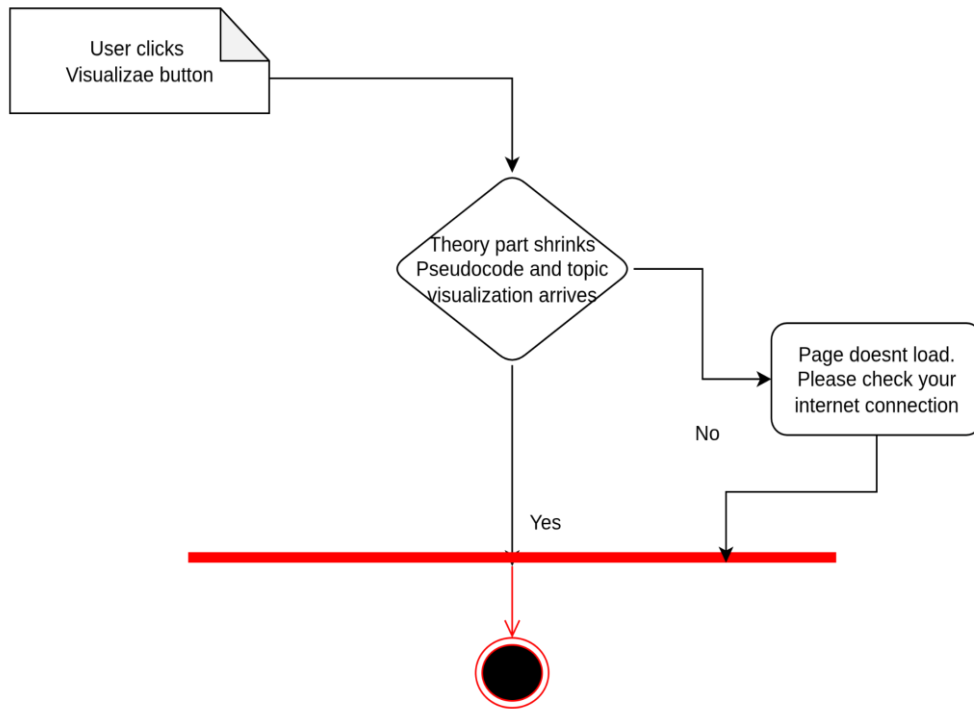 User clicks
Visualizae button
Theory part shrinks
Pseudocode and topic
visualization arrives
Page doesnt load.
Please check your
internet connection
No
Yes